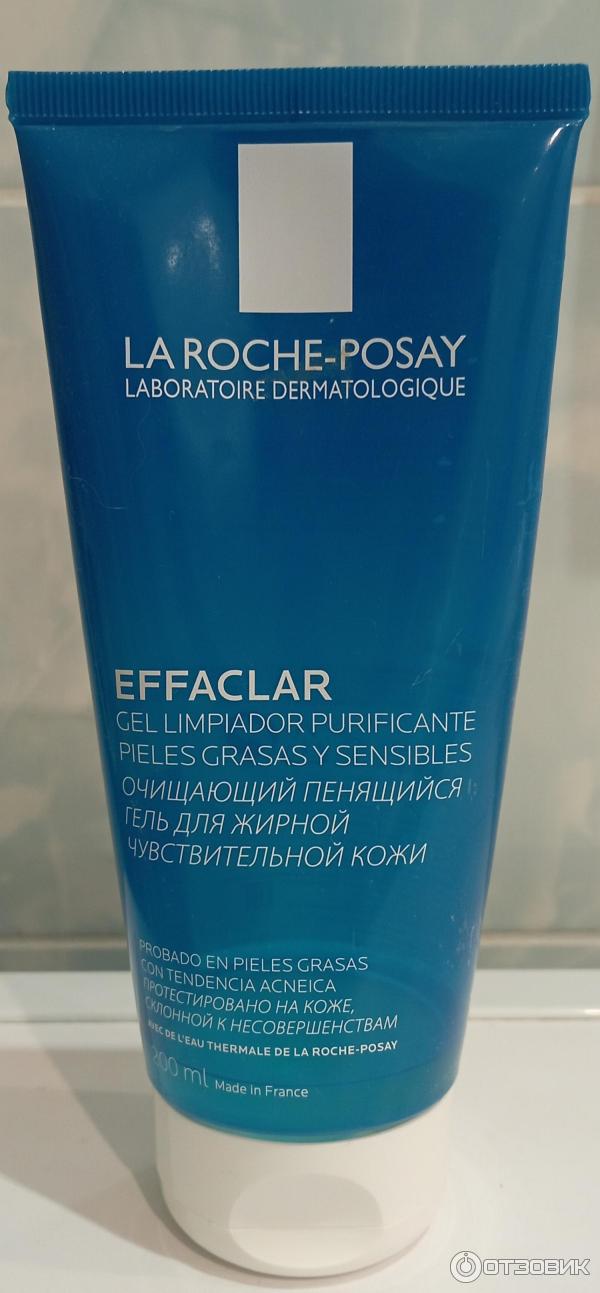 LA ROCHE-POSAY
LABORATOIRE DERMATOLOGIQUE
EFFACLAR
GEL LIMPIADOR PURIFICANTE
PIELES GRASAS Y SENSIBLES
ОЧИЩАЮЩИЙ ПЕНЯЩИЙСЯ
ГЕЛЬ ДЛЯ ЖИРНОЙ
ЧУВСТВИТЕЛЬНОЙ КОЖИ
PROBADO EN PIELES GRASAS
CON TENDENCIA ACNEICA
ПРОТЕСТИРОВАНО НА КОЖЕ,
СКЛОННОЙ К НЕСОВЕРШЕНСТВАМ
AVEC DE L'EAU THERMALE DE LA ROCHE-POSAY
200 ml Made in France
ОТЗОВИК